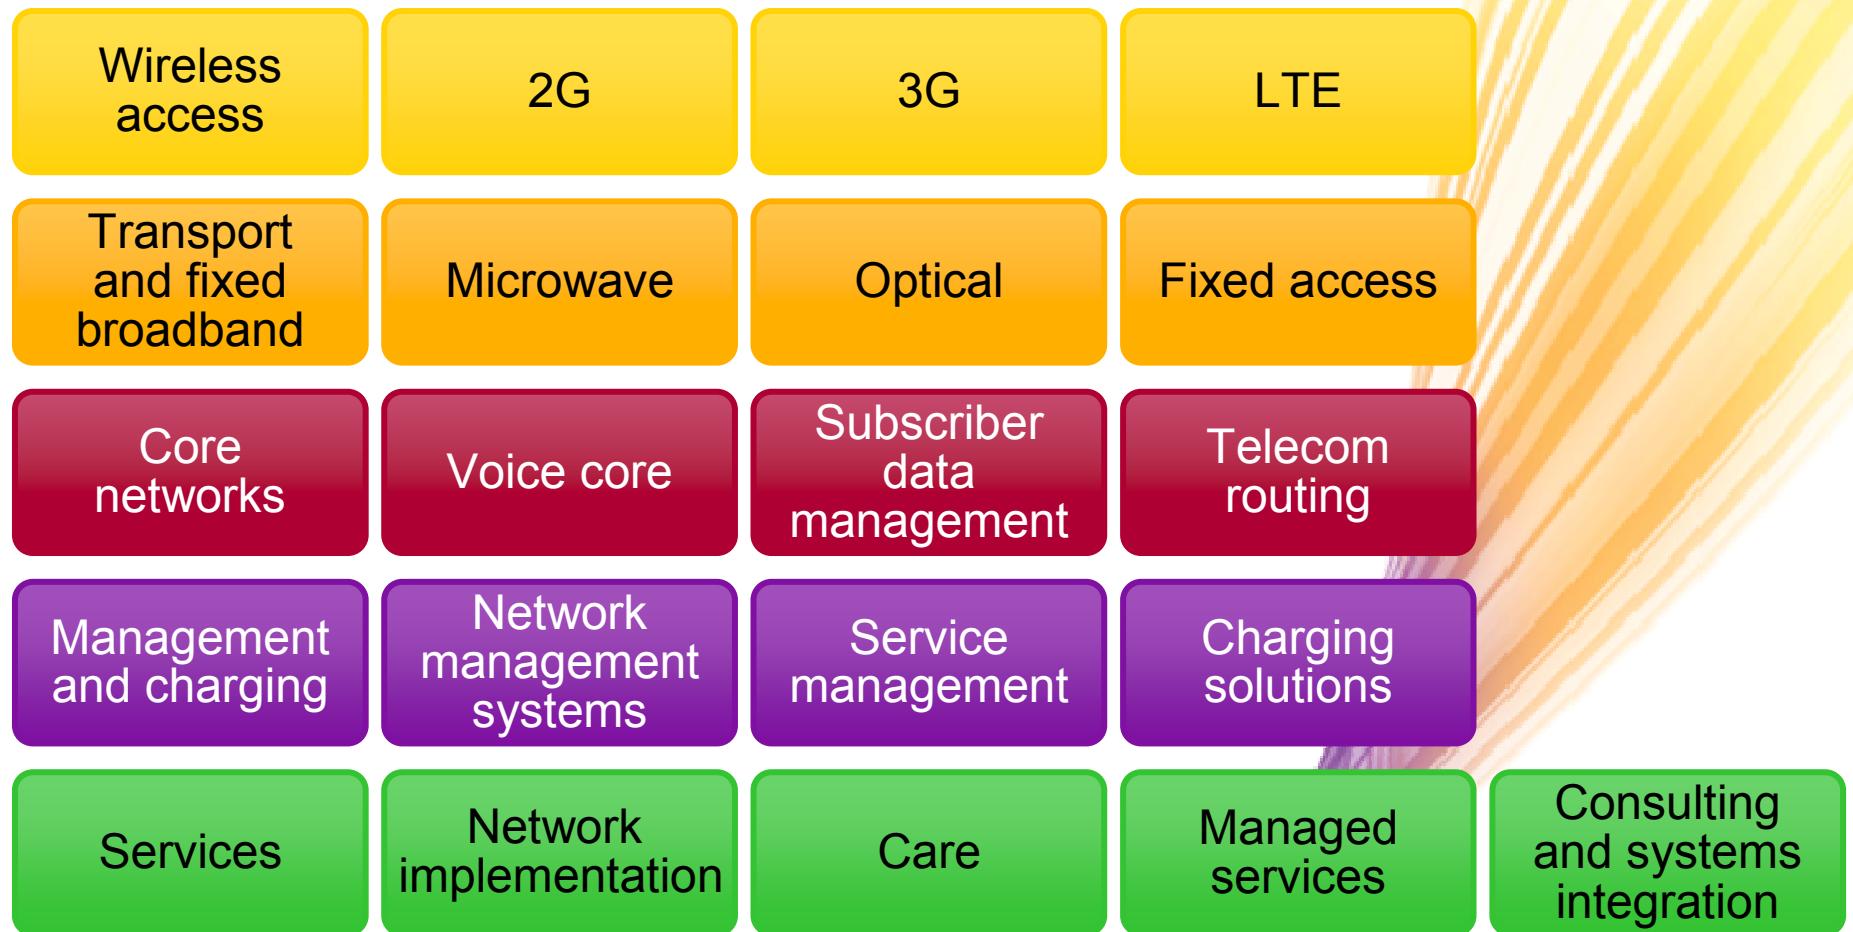 Wireless
access
2G
3G
LTE
Transport
and fixed
broadband
Microwave
Optical
Fixed access
Core
networks
Voice core
Subscriber
data
management
Telecom
routing
Management
and charging
Network
management
systems
Service
management
Charging
solutions
Services
Network
implementation
Care
Managed
services
Consulting
and systems
integration